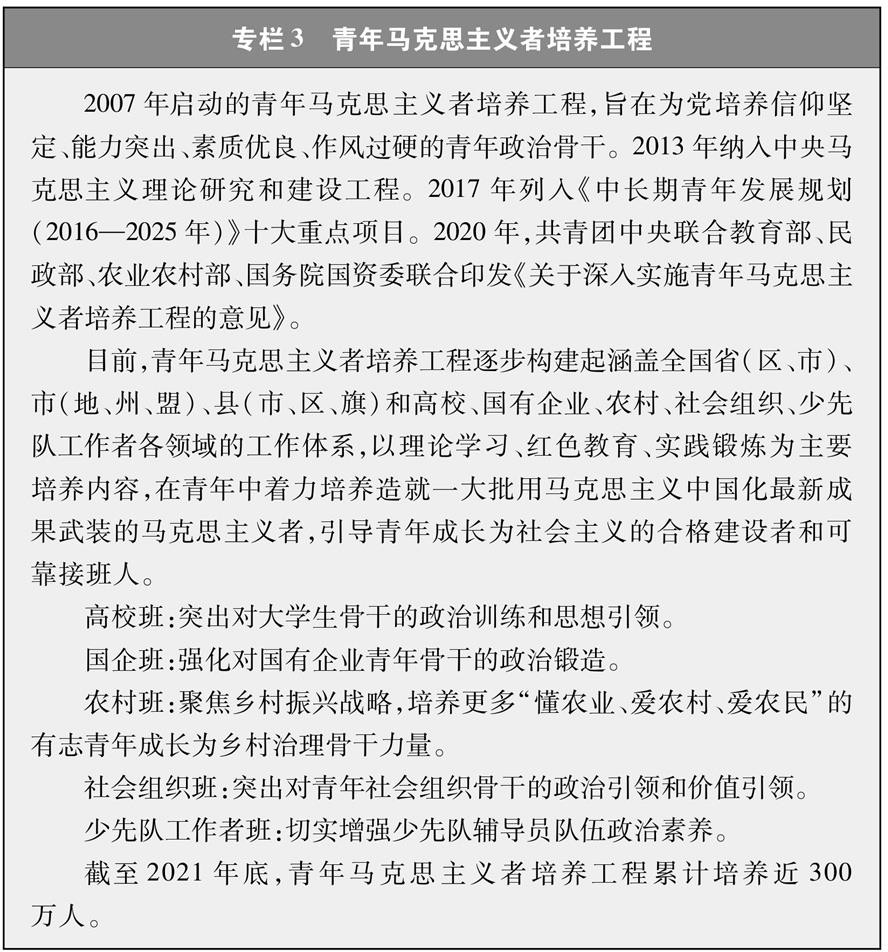 专栏3 青年马克思主义者培养工程
2007年启动的青年马克思主义者培养工程,旨在为党培养信仰坚
定、能力突出、素质优良、作风过硬的青年政治骨干。2013年纳入中央马
克思主义理论研究和建设工程。2017年列入《中长期青年发展规划
(2016—2025年)》十大重点项目。2020年,共青团中央联合教育部、民
政部、农业农村部、国务院国资委联合印发《关于深入实施青年马克思主
义者培养工程的意见》。
目前,青年马克思主义者培养工程逐步构建起涵盖全国省(区、市)、
市(地、州、盟)、县(市、区、旗)和高校、国有企业、农村、社会组织、少先
队工作者各领域的工作体系,以理论学习、红色教育、实践锻炼为主要
培养内容,在青年中着力培养造就一大批用马克思主义中国化最新成
果武装的马克思主义者,引导青年成长为社会主义的合格建设者和可
靠接班人。
高校班:突出对大学生骨干的政治训练和思想引领。
国企班:强化对国有企业青年骨干的政治锻造。
农村班:聚焦乡村振兴战略,培养更多“懂农业、爱农村、爱农民”的
有志青年成长为乡村治理骨干力量。
社会组织班:突出对青年社会组织骨干的政治引领和价值引领。
少先队工作者班:切实增强少先队辅导员队伍政治素养。
截至2021年底,青年马克思主义者培养工程累计培养近300
万人。